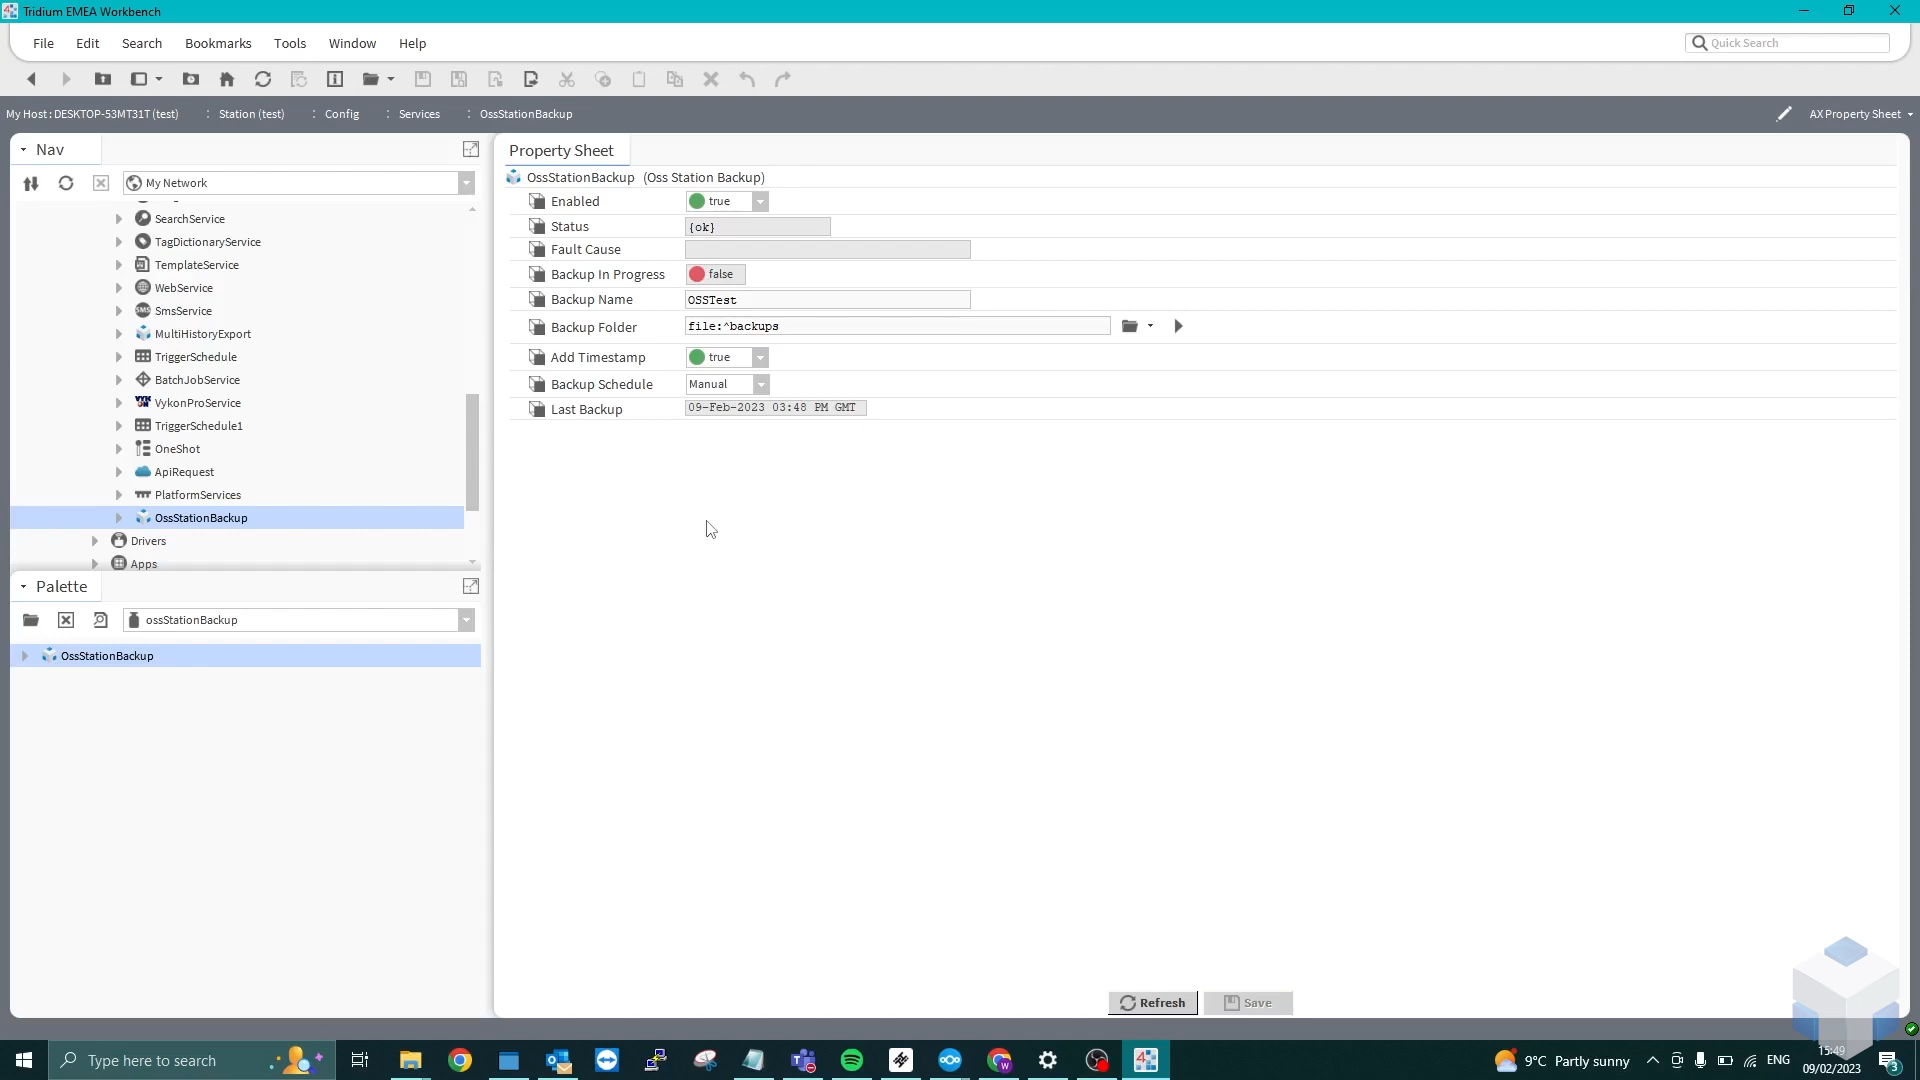 Tridium EMEA Workbench
File Edit Search Bookmarks Tools Window Help
Quick Search
My Host : DESKTOP-53MT31T (test) : Station (test) : Config : Services : OssStationBackup
AX Property Sheet
Nav
My Network
SearchService
TagDictionaryService
TemplateService
WebService
SmsService
MultiHistoryExport
TriggerSchedule
BatchJobService
VykonProService
TriggerSchedule1
OneShot
ApiRequest
PlatformServices
OssStationBackup
Drivers
Apps
Palette
ossStationBackup
OssStationBackup
Property Sheet
OssStationBackup (Oss Station Backup)
Enabled true
Status {ok}
Fault Cause
Backup In Progress false
Backup Name OSSTest
Backup Folder file:^backups
Add Timestamp true
Backup Schedule Manual
Last Backup 09-Feb-2023 03:48 PM GMT
Refresh Save
Type here to search
9°C Partly sunny
ENG
15:49
09/02/2023
3